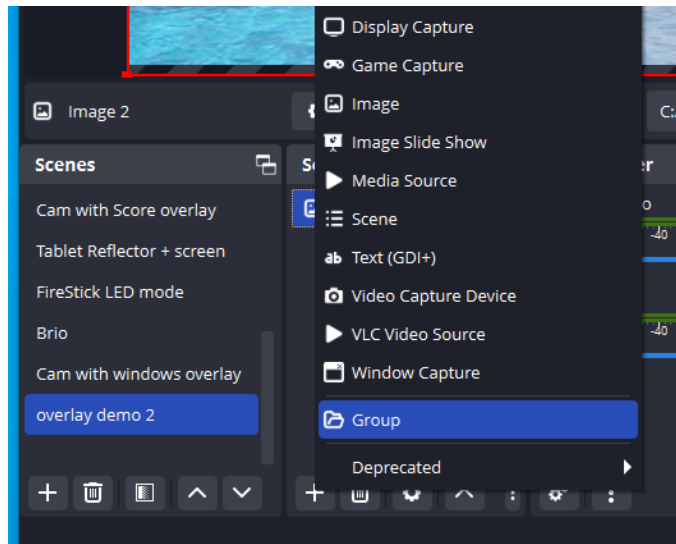 Display Capture
Game Capture
Image
Image Slide Show
Media Source
Scene
ab Text (GDI+)
Video Capture Device
VLC Video Source
Window Capture
Group
Deprecated
Image 2
C:
Scenes
Cam with Score overlay
Tablet Reflector + screen
FireStick LED mode
Brio
Cam with windows overlay
overlay demo 2
-40
-40